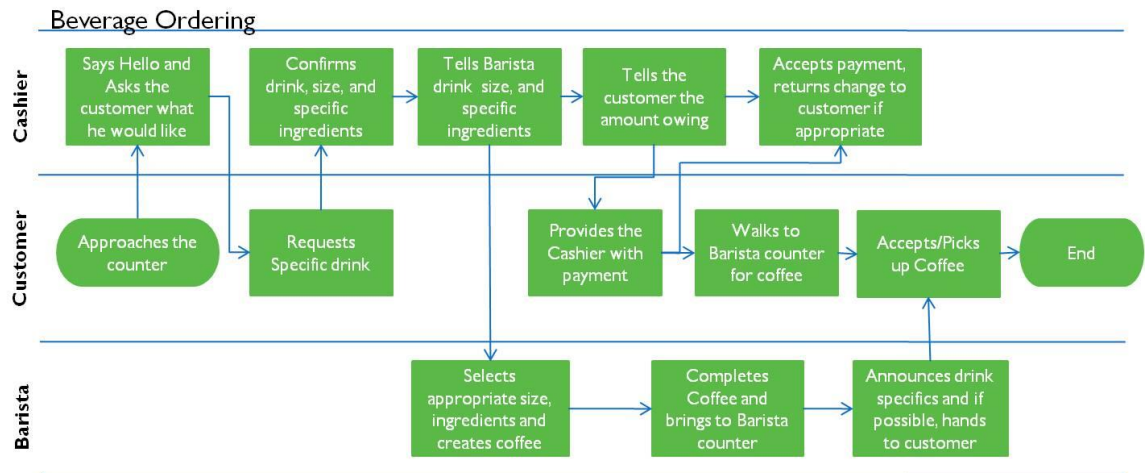 Beverage Ordering
Cashier
Says Hello and
Asks the
customer what
he would like
Confirms
drink, size, and
specific
ingredients
Tells Barista
drink size, and
specific
ingredients
Tells the
customer the
amount owing
Accepts payment,
returns change to
customer if
appropriate
Customer
Approaches the
counter
Requests
Specific drink
Provides the
Cashier with
payment
Walks to
Barista counter
for coffee
Accepts/Picks
up Coffee
End
Barista
Selects
appropriate size,
ingredients and
creates coffee
Completes
Coffee and
brings to Barista
counter
Announces drink
specifics and if
possible, hands
to customer